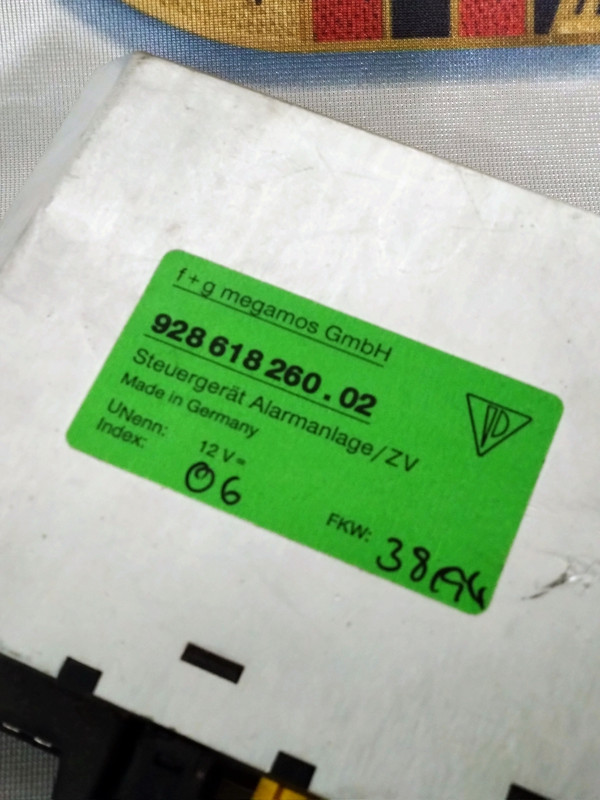 f+g megamos GmbH
928 618 260 . 02
Steuergerät Alarmanlage/ZV
Made in Germany
UNenn: 12 V=
Index: 06
FKW: